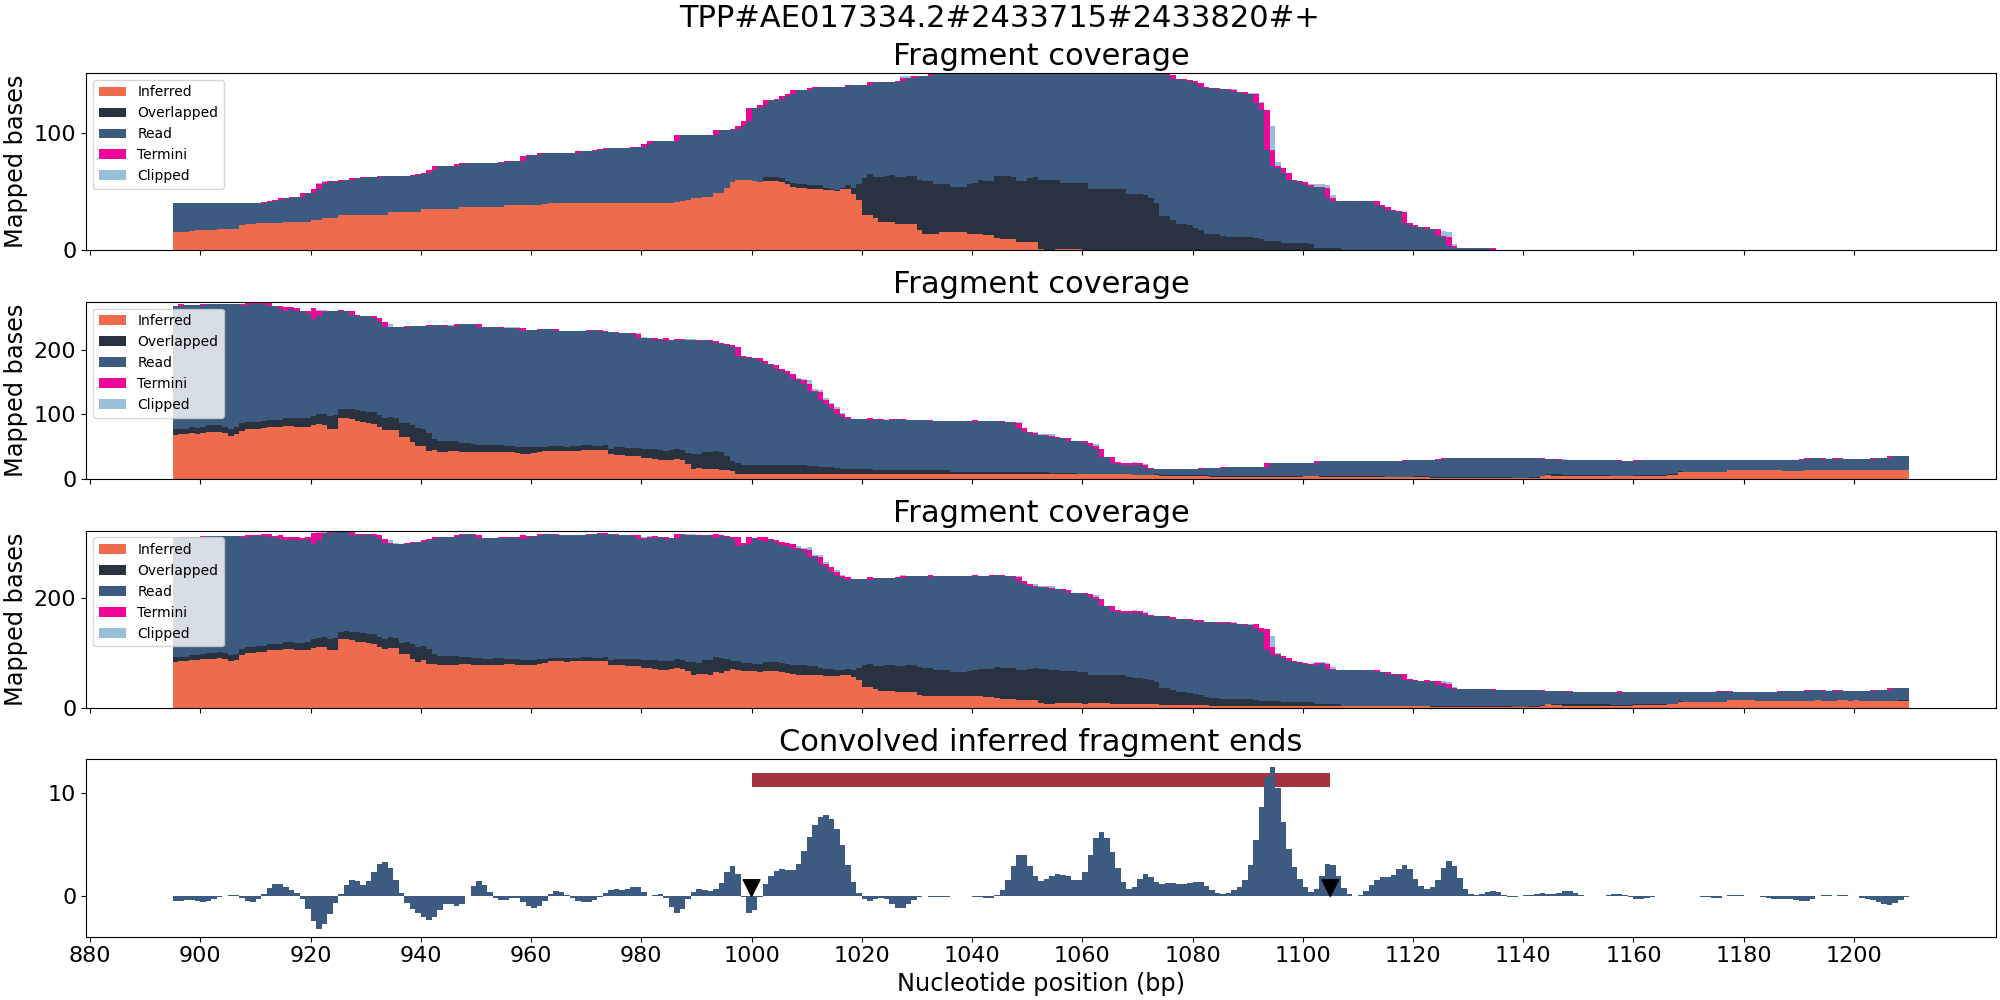 TPP#AE017334.2#2433715#2433820#+
Fragment coverage
Mapped bases
100
0
Inferred
Overlapped
Read
Termini
Clipped
Fragment coverage
Mapped bases
200
100
0
Inferred
Overlapped
Read
Termini
Clipped
Fragment coverage
Mapped bases
200
0
Inferred
Overlapped
Read
Termini
Clipped
Convolved inferred fragment ends
10
0
880 900 920 940 960 980 1000 1020 1040 1060 1080 1100 1120 1140 1160 1180 1200
Nucleotide position (bp)